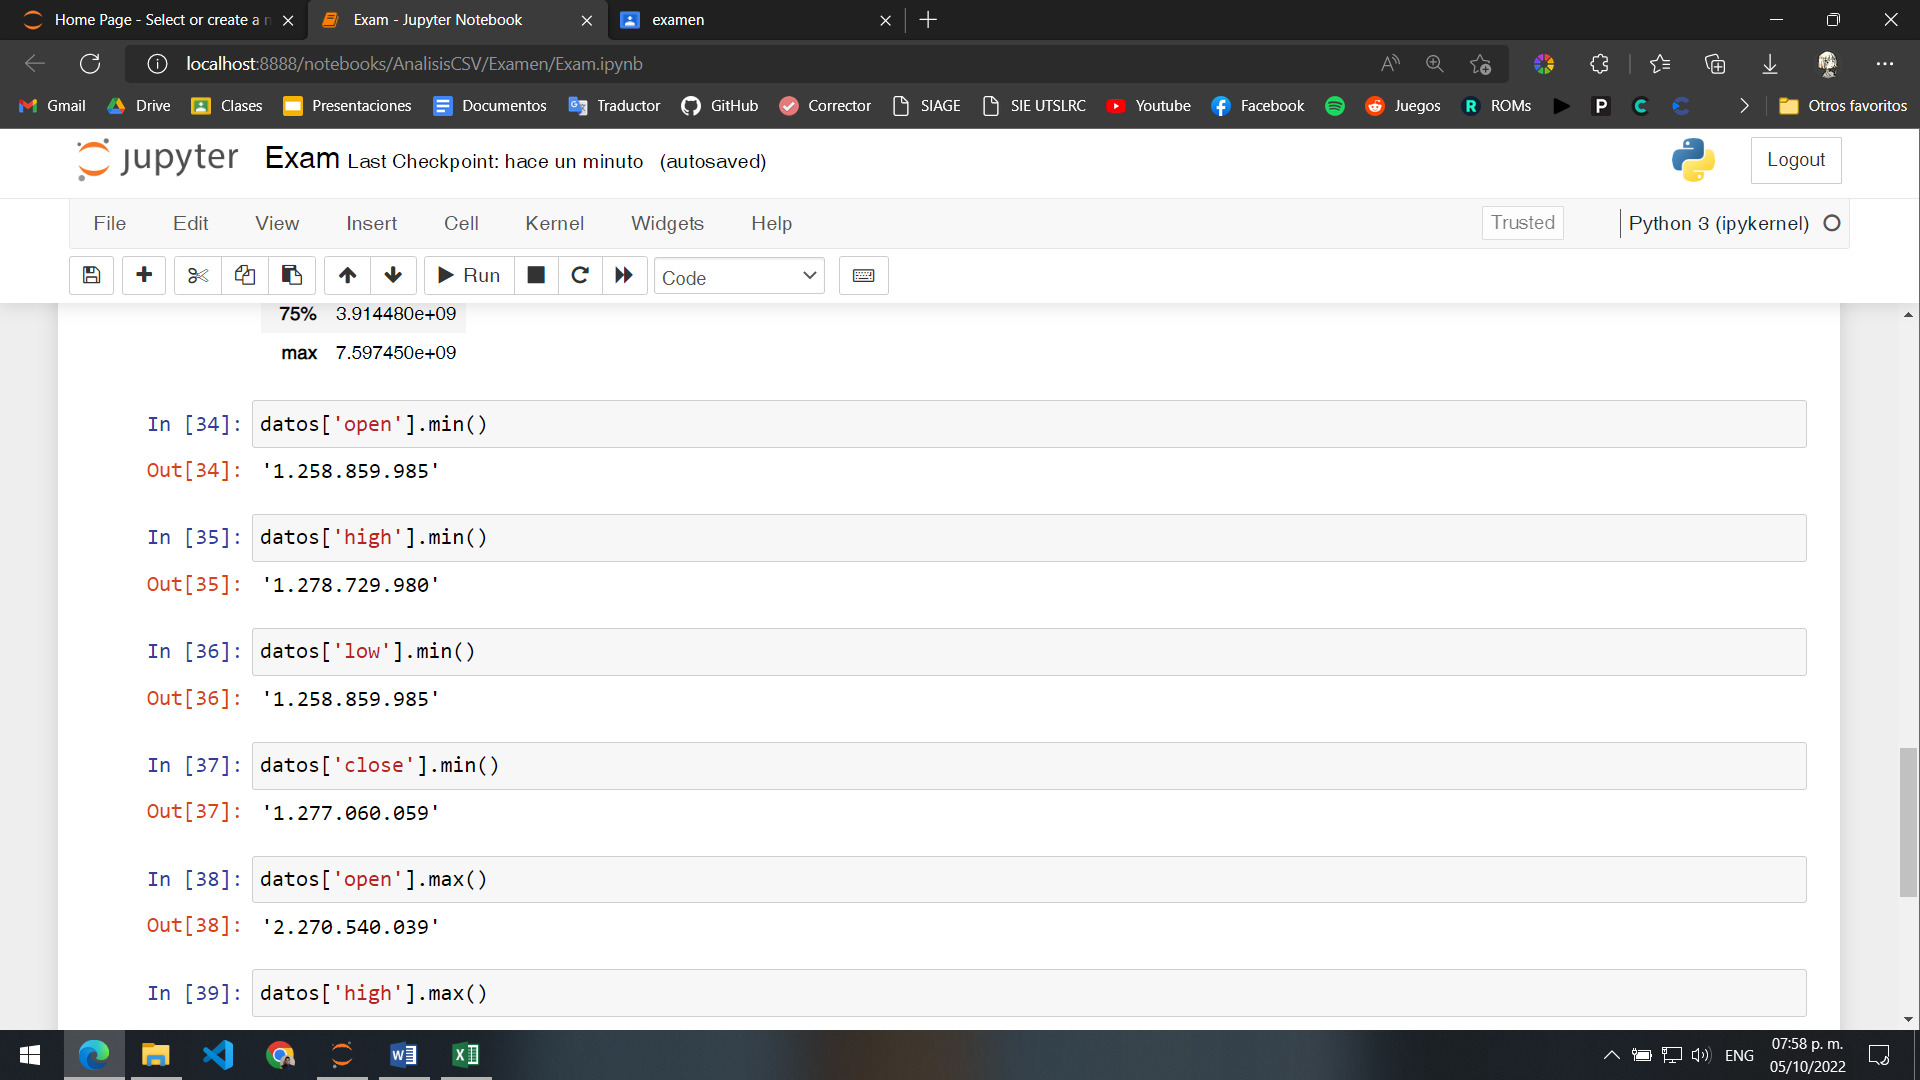 Home Page - Select or create a n
Exam - Jupyter Notebook
examen
localhost:8888/notebooks/AnalisisCSV/Examen/Exam.ipynb
Gmail
Drive
Clases
Presentaciones
Documentos
Traductor
GitHub
Corrector
SIAGE
SIE UTSLRC
Youtube
Facebook
Juegos
ROMs
Otros favoritos
jupyter Exam Last Checkpoint: hace un minuto (autosaved)
Logout
File Edit View Insert Cell Kernel Widgets Help
Trusted
Python 3 (ipykernel)
Run
Code
75% 3.914480e+09
max 7.597450e+09
In [34]: datos['open'].min()
Out[34]: '1.258.859.985'
In [35]: datos['high'].min()
Out[35]: '1.278.729.980'
In [36]: datos['low'].min()
Out[36]: '1.258.859.985'
In [37]: datos['close'].min()
Out[37]: '1.277.060.059'
In [38]: datos['open'].max()
Out[38]: '2.270.540.039'
In [39]: datos['high'].max()
ENG
07:58 p. m.
05/10/2022